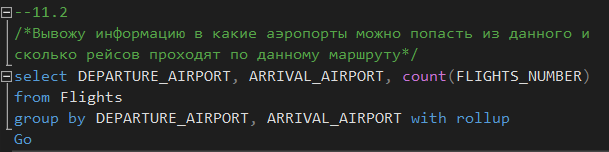 --11.2
/*Вывожу информацию в какие аэропорты можно попасть из данного и
сколько рейсов проходят по данному маршруту*/
select DEPARTURE_AIRPORT, ARRIVAL_AIRPORT, count(FLIGHTS_NUMBER)
from Flights
group by DEPARTURE_AIRPORT, ARRIVAL_AIRPORT with rollup
Go